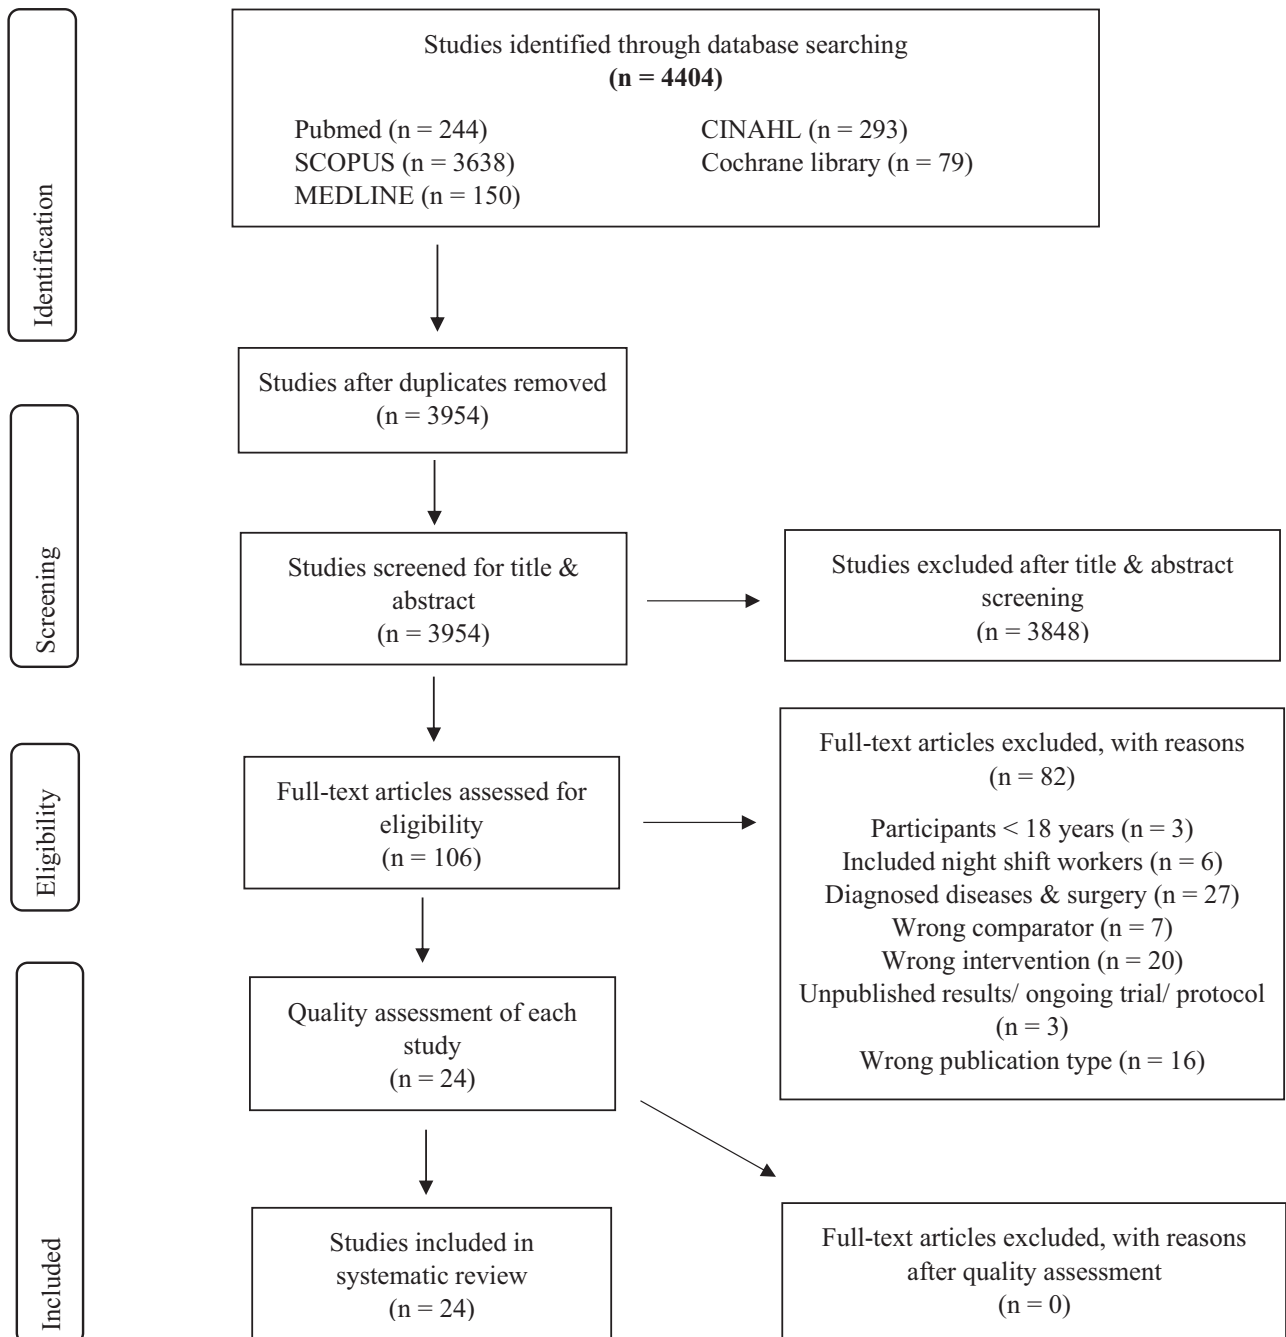 Identification
Studies identified through database searching
(n = 4404)
Pubmed (n = 244)
SCOPUS (n = 3638)
MEDLINE (n = 150)
CINAHL (n = 293)
Cochrane library (n = 79)
Studies after duplicates removed
(n = 3954)
Screening
Studies screened for title &
abstract
(n = 3954)
Studies excluded after title & abstract
screening
(n = 3848)
Eligibility
Full-text articles assessed for
eligibility
(n = 106)
Full-text articles excluded, with reasons
(n = 82)
Participants < 18 years (n = 3)
Included night shift workers (n = 6)
Diagnosed diseases & surgery (n = 27)
Wrong comparator (n = 7)
Wrong intervention (n = 20)
Unpublished results/ ongoing trial/ protocol
(n = 3)
Wrong publication type (n = 16)
Included
Quality assessment of each
study
(n = 24)
Studies included in
systematic review
(n = 24)
Full-text articles excluded, with reasons
after quality assessment
(n = 0)